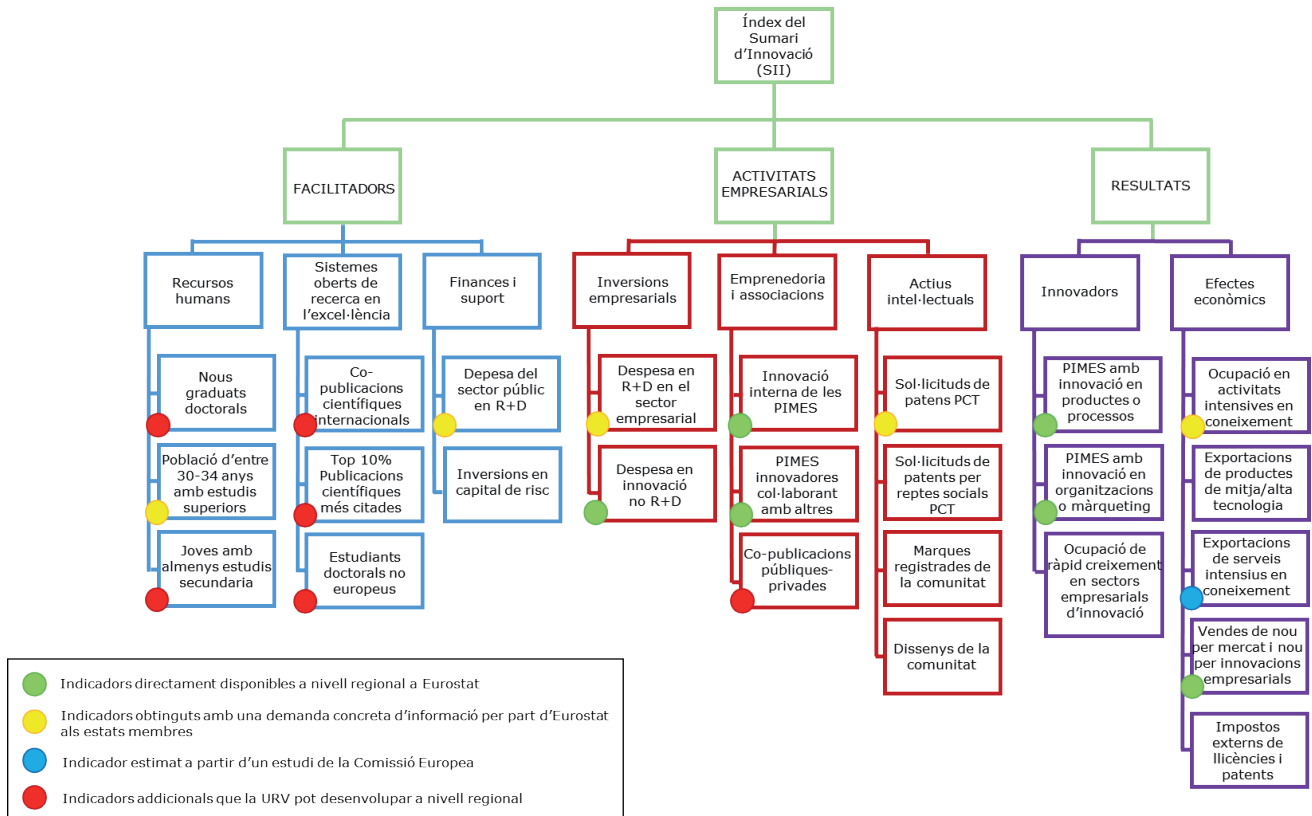 Índex del
Sumari
d'Innovació
(SII)
FACILITADORS
ACTIVITATS
EMPRESARIALS
RESULTATS
Recursos
humans
Sistemes
oberts de
recerca en
l'excel·lència
Finances i
suport
Inversions
empresarials
Emprenedoria
i associacions
Actius
intel·lectuals
Innovadors
Efectes
econòmics
Nous
graduats
doctorals
Població d'entre
30-34 anys
amb estudis
superiors
Joves amb
almenys estudis
secundaria
Co-
publicacions
científiques
internacionals
Top 10%
Publicacions
científiques
més citades
Estudiants
doctorals no
europeus
Depesa del
sector públic
en R+D
Inversions en
capital de risc
Despesa en
R+D en el
sector
empresarial
Despesa en
innovació
no R+D
Innovació
interna de les
PIMES
PIMES
innovadores
col·laborant
amb altres
Co-publicacions
públiques-
privades
Sol·licituds de
patens PCT
Sol·licituds de
patents per
reptes socials
PCT
Marques
registrades de
la comunitat
Dissenys de la
comunitat
PIMES amb
innovació en
productes o
processos
PIMES amb
innovació en
organitzacions
o màrqueting
Ocupació de
ràpid creixement
en sectors
empresarials
d'innovació
Ocupació en
activitats
intensives en
coneixement
Exportacions
de productes
de mitja/alta
tecnologia
Exportacions
de serveis
intensius en
coneixement
Vendes de nou
per mercat i nou
per innovacions
empresarials
Impostos
externs de
llicències i
patents
Indicadors directament disponibles a nivell regional a Eurostat
Indicadors obtinguts amb una demanda concreta d'informació per part d'Eurostat
als estats membres
Indicador estimat a partir d'un estudi de la Comissió Europea
Indicadors addicionals que la URV pot desenvolupar a nivell regional